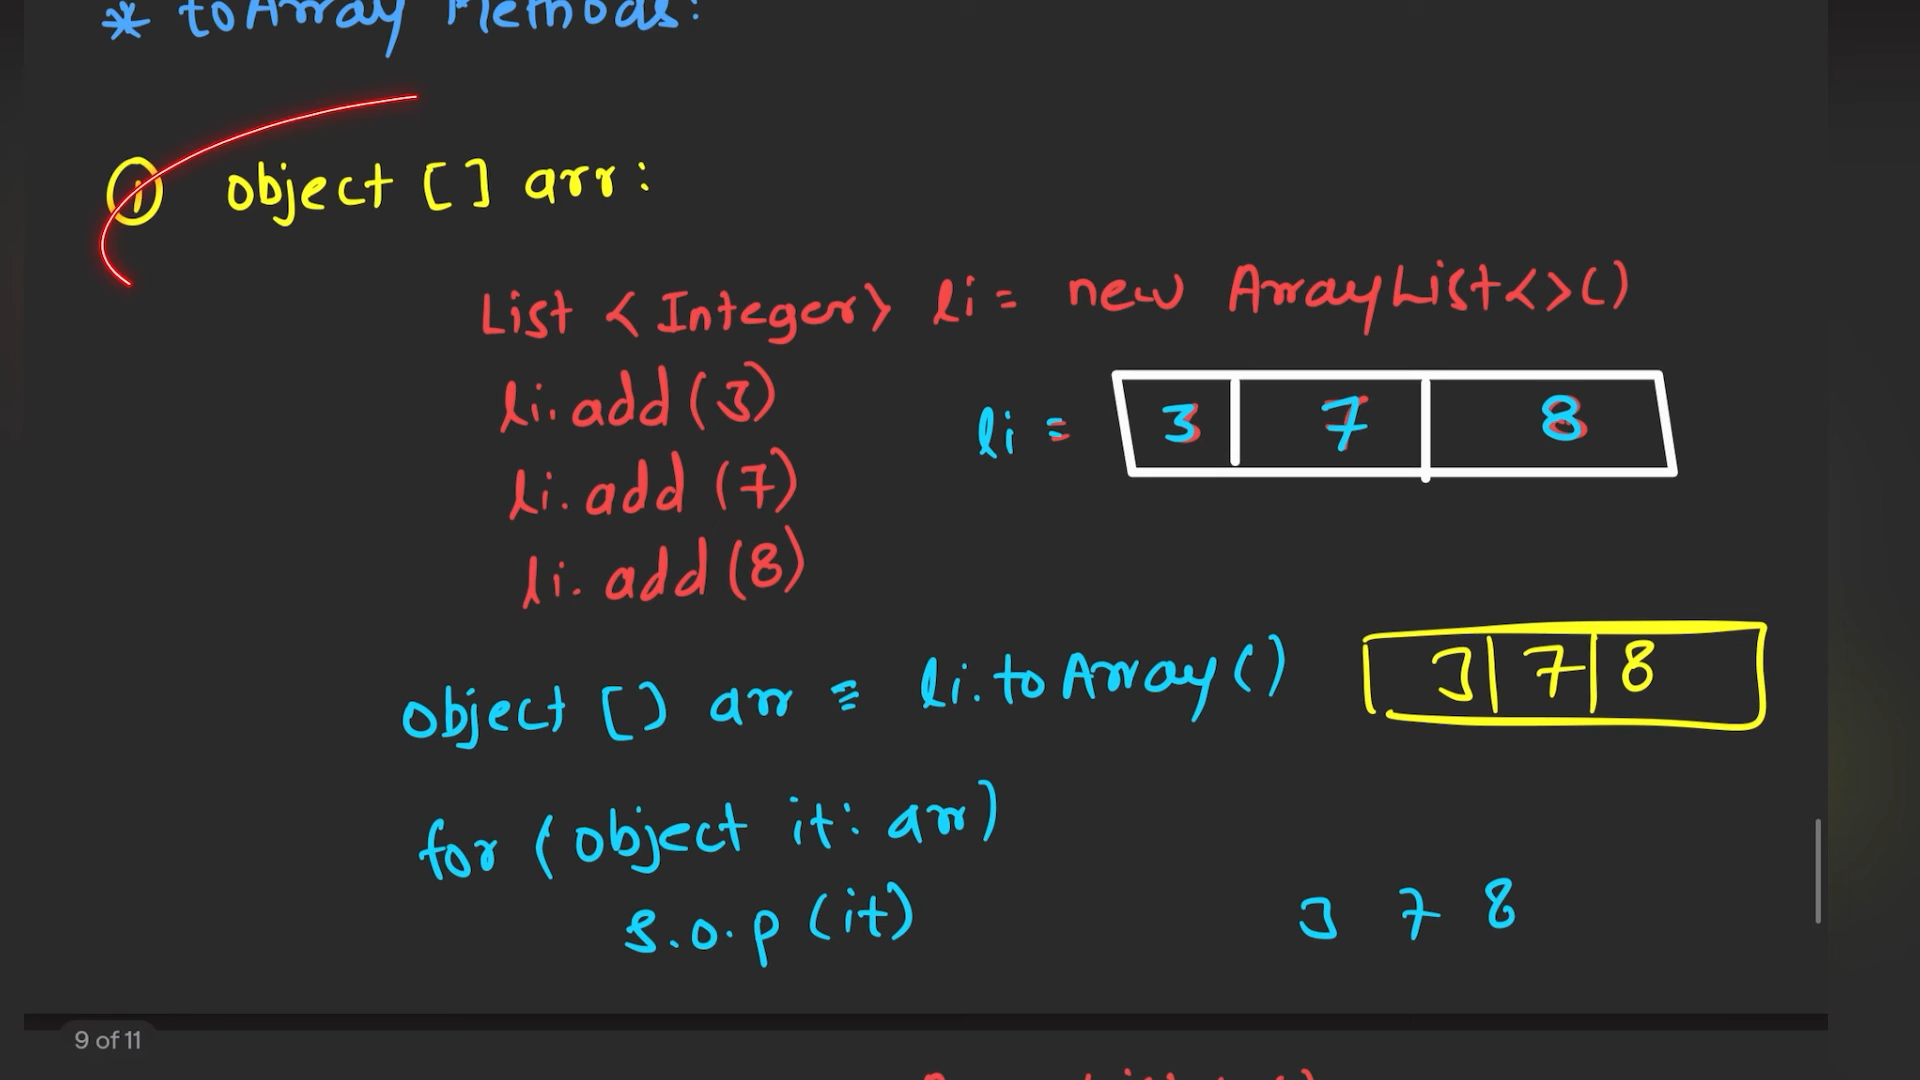 * toArray Methods:
① object [] arr:
List <Integer> li = new ArrayList<>()
li.add(3)
li = 3 7 8
li.add (7)
li.add(8)
object [] arr = li.toArray() 3 7 8
for (object it: arr)
s.o.p (it) 3 7 8
9 of 11